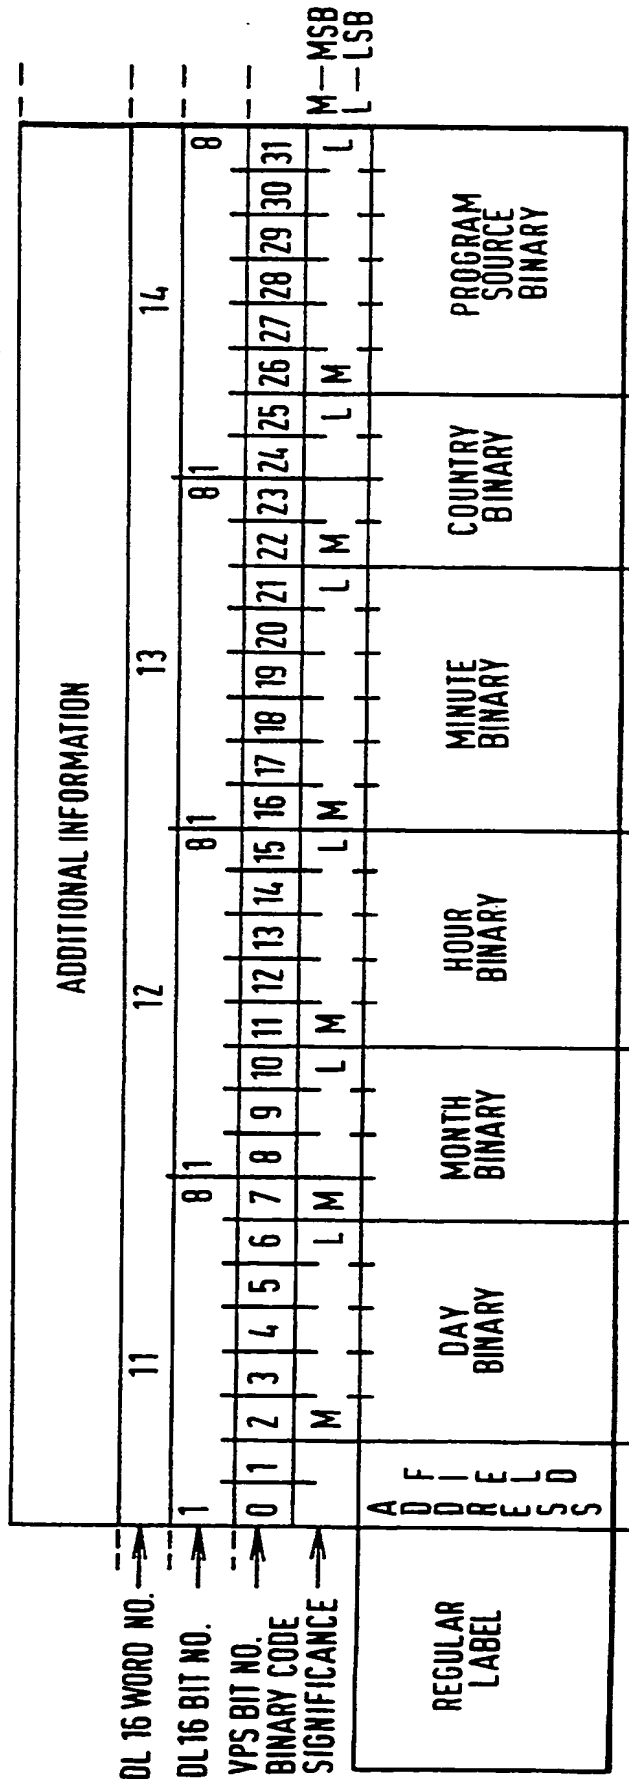 ADDITIONAL INFORMATION
DL 16 WORD NO. 11 12 13 14
DL16 BIT NO. 1 8 1 8 1 8 1 8
VPS BIT NO. 0 1 2 3 4 5 6 7 8 9 10 11 12 13 14 15 16 17 18 19 20 21 22 23 24 25 26 27 28 29 30 31
BINARY CODE
SIGNIFICANCE M L M L M L M L M L M L
M—MSB
L—LSB
REGULAR
LABEL
ADDRESS
FIELD
DAY
BINARY
MONTH
BINARY
HOUR
BINARY
MINUTE
BINARY
COUNTRY
BINARY
PROGRAM
SOURCE
BINARY